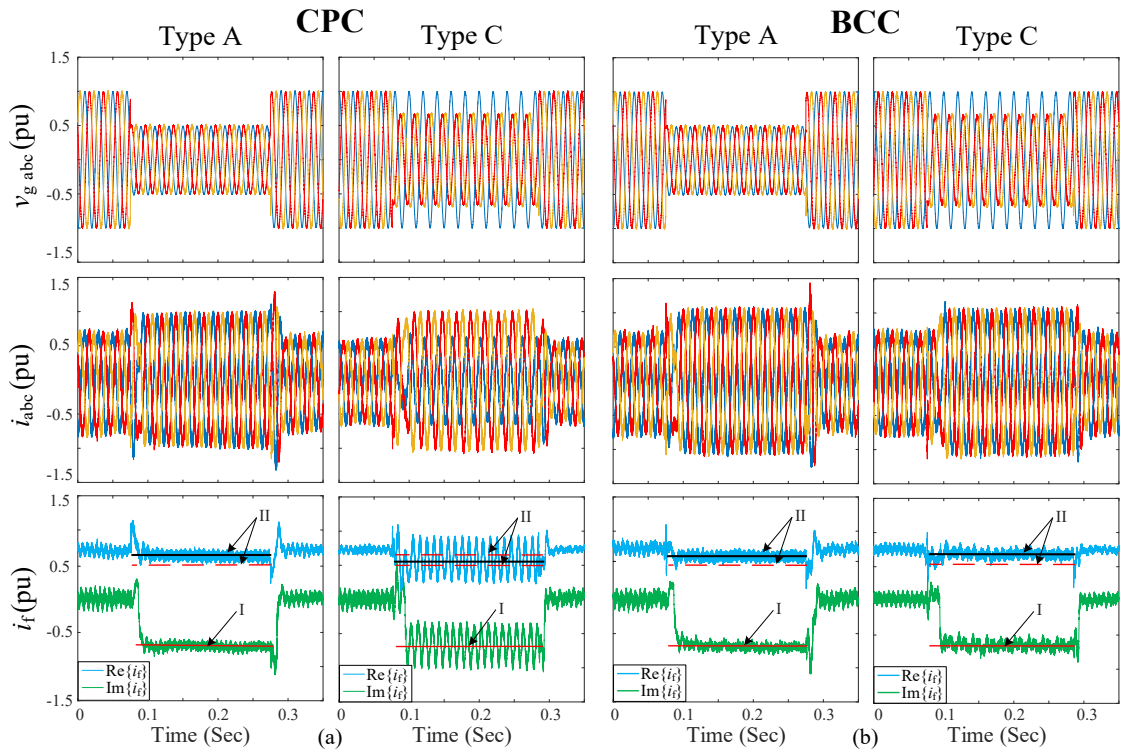 CPC
BCC
Type A
Type C
Type A
Type C
v_g abc (pu)
1.5
0.5
-0.5
-1.5
i_abc (pu)
1.5
0.5
-0.5
-1.5
i_f (pu)
1.5
0.5
-0.5
-1.5
II
I
Re{i_f}
Im{i_f}
II
I
Re{i_f}
Im{i_f}
II
I
Re{i_f}
Im{i_f}
II
I
Re{i_f}
Im{i_f}
0 0.1 0.2 0.3
0 0.1 0.2 0.3
0 0.1 0.2 0.3
0 0.1 0.2 0.3
Time (Sec)
(a)
Time (Sec)
Time (Sec)
(b)
Time (Sec)